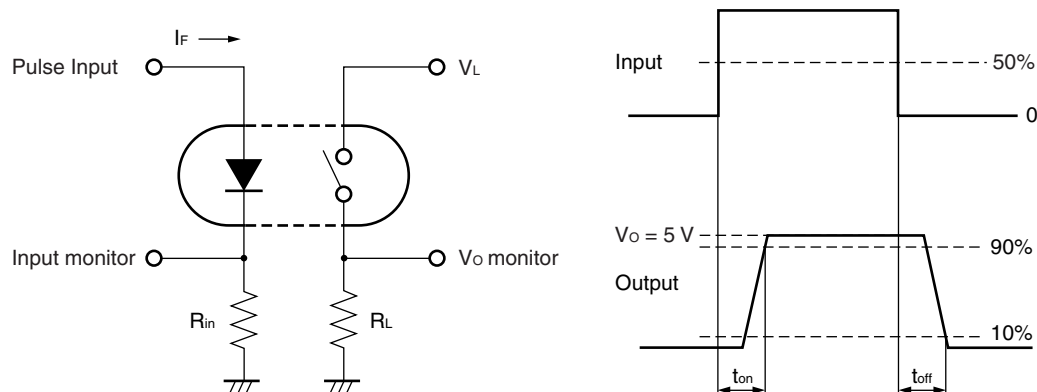 IF
Pulse Input
VL
Input monitor
VO monitor
Rin
RL
Input
50%
0
VO = 5 V
90%
Output
10%
ton
toff